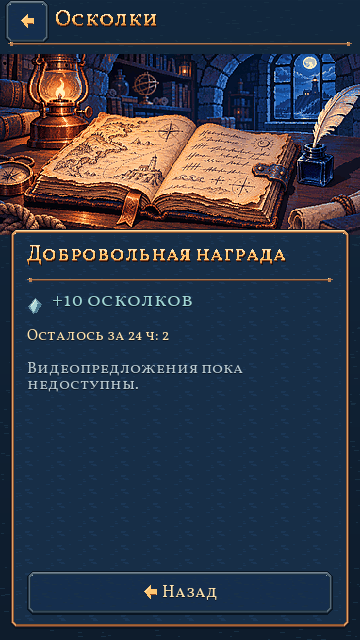 Осколки
Добровольная награда
+10 осколков
Осталось за 24 ч: 2
Видеопредложения пока
недоступны.
Назад